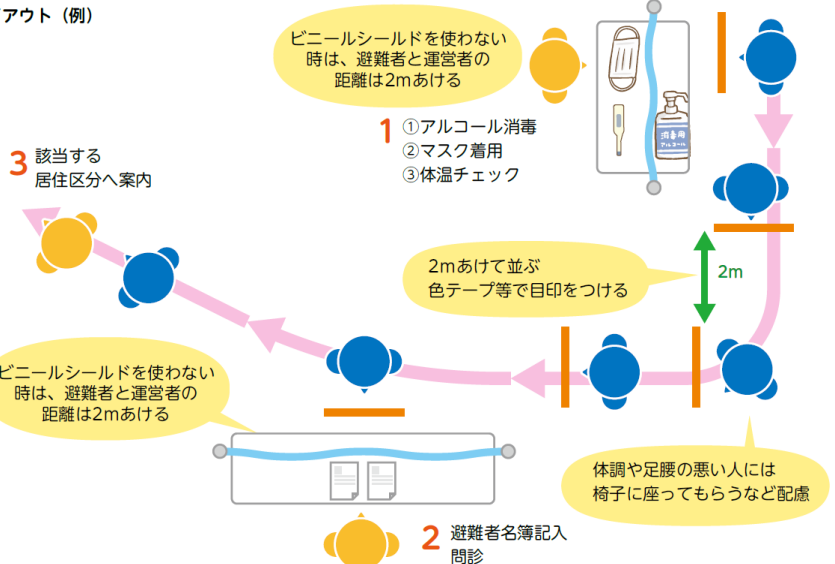 アウト（例）
ビニールシールドを使わない
時は、避難者と運営者の
距離は2mあける
1 ①アルコール消毒
②マスク着用
③体温チェック
消毒用
アルコール
3 該当する
居住区分へ案内
2mあけて並ぶ
色テープ等で目印をつける
2m
ビニールシールドを使わない
時は、避難者と運営者の
距離は2mあける
体調や足腰の悪い人には
椅子に座ってもらうなど配慮
2 避難者名簿記入
問診